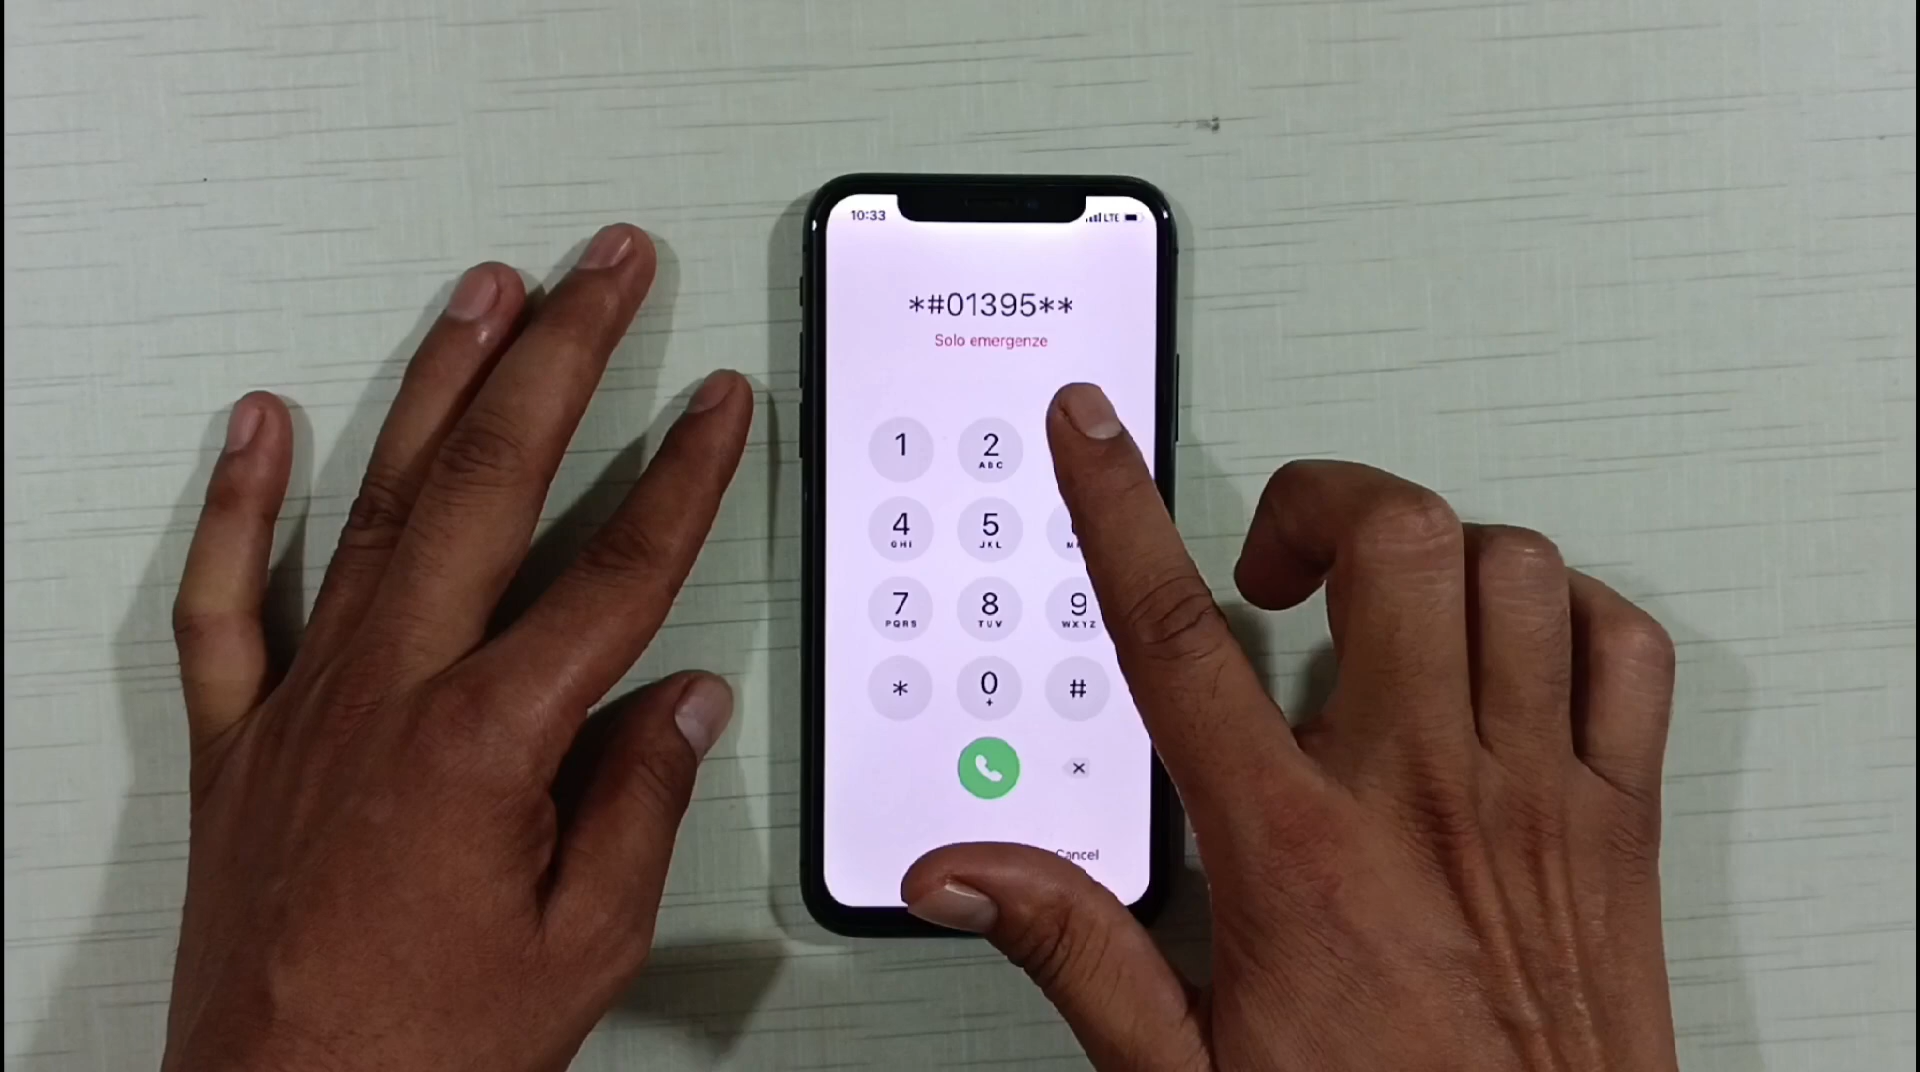 10:33 LTE
*#01395**
Solo emergenze
1 2
ABC
4 5
GHI JKL
7 8 9
PQRS TUV WXYZ
* 0 #
+
Cancel